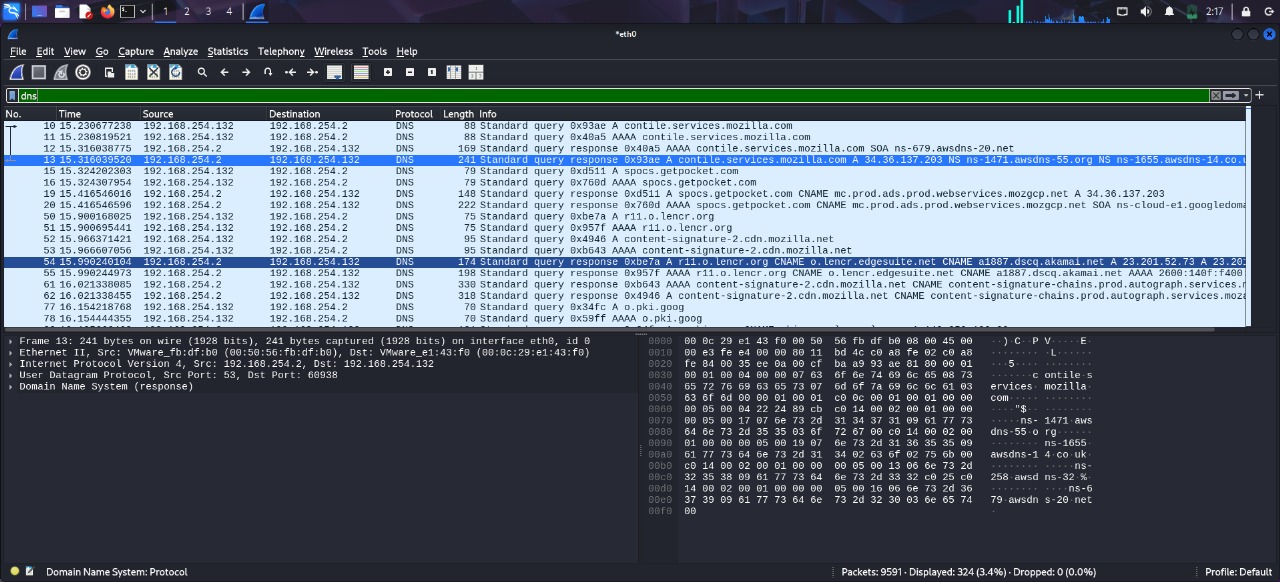 1 2 3 4 2:17
*eth0
File Edit View Go Capture Analyze Statistics Telephony Wireless Tools Help
dns
No. Time Source Destination Protocol Length Info
10 15.230677238 192.168.254.132 192.168.254.2 DNS 88 Standard query 0x93ae A contile.services.mozilla.com
11 15.230819521 192.168.254.132 192.168.254.2 DNS 88 Standard query 0x40a5 AAAA contile.services.mozilla.com
12 15.316038775 192.168.254.2 192.168.254.132 DNS 169 Standard query response 0x40a5 AAAA contile.services.mozilla.com SOA ns-679.awsdns-20.net
13 15.316039520 192.168.254.2 192.168.254.132 DNS 241 Standard query response 0x93ae A contile.services.mozilla.com A 34.36.137.203 NS ns-1471.awsdns-55.org NS ns-1655.awsdns-14.co.u
15 15.324202303 192.168.254.132 192.168.254.2 DNS 79 Standard query 0xd511 A spocs.getpocket.com
16 15.324307954 192.168.254.132 192.168.254.2 DNS 79 Standard query 0x760d AAAA spocs.getpocket.com
19 15.416546016 192.168.254.2 192.168.254.132 DNS 148 Standard query response 0xd511 A spocs.getpocket.com CNAME mc.prod.ads.prod.webservices.mozgcp.net A 34.36.137.203
20 15.416546596 192.168.254.2 192.168.254.132 DNS 222 Standard query response 0x760d AAAA spocs.getpocket.com CNAME mc.prod.ads.prod.webservices.mozgcp.net SOA ns-cloud-e1.googledoma
50 15.900168025 192.168.254.132 192.168.254.2 DNS 75 Standard query 0xbe7a A r11.o.lencr.org
51 15.900695441 192.168.254.132 192.168.254.2 DNS 75 Standard query 0x957f AAAA r11.o.lencr.org
52 15.966371421 192.168.254.132 192.168.254.2 DNS 95 Standard query 0x4946 A content-signature-2.cdn.mozilla.net
53 15.966607056 192.168.254.132 192.168.254.2 DNS 95 Standard query 0xb643 AAAA content-signature-2.cdn.mozilla.net
54 15.990240104 192.168.254.2 192.168.254.132 DNS 174 Standard query response 0xbe7a A r11.o.lencr.org CNAME o.lencr.edgesuite.net CNAME a1887.dscq.akamai.net A 23.201.52.73 A 23.201
55 15.990244973 192.168.254.2 192.168.254.132 DNS 198 Standard query response 0x957f AAAA r11.o.lencr.org CNAME o.lencr.edgesuite.net CNAME a1887.dscq.akamai.net AAAA 2600:140f:f400
61 16.021338085 192.168.254.2 192.168.254.132 DNS 330 Standard query response 0xb643 AAAA content-signature-2.cdn.mozilla.net CNAME content-signature-chains.prod.autograph.services.m
62 16.021338455 192.168.254.2 192.168.254.132 DNS 318 Standard query response 0x4946 A content-signature-2.cdn.mozilla.net CNAME content-signature-chains.prod.autograph.services.moza
77 16.154218768 192.168.254.132 192.168.254.2 DNS 70 Standard query 0x34fc A o.pki.goog
78 16.154444355 192.168.254.132 192.168.254.2 DNS 70 Standard query 0x59ff AAAA o.pki.goog
Frame 13: 241 bytes on wire (1928 bits), 241 bytes captured (1928 bits) on interface eth0, id 0
Ethernet II, Src: VMware_fb:df:b0 (00:50:56:fb:df:b0), Dst: VMware_e1:43:f0 (00:0c:29:e1:43:f0)
Internet Protocol Version 4, Src: 192.168.254.2, Dst: 192.168.254.132
User Datagram Protocol, Src Port: 53, Dst Port: 60938
Domain Name System (response)
0000 00 0c 29 e1 43 f0 00 50 56 fb df b0 08 00 45 00 ··)·C··P V·····E·
0010 00 e3 fe e4 00 00 80 11 bd 4c c0 a8 fe 02 c0 a8 ········ ·L······
0020 fe 84 00 35 ee 0a 00 cf ba a9 93 ae 81 80 00 01 ···5···· ········
0030 00 01 00 04 00 00 07 63 6f 6e 74 69 6c 65 08 73 ·······c ontile·s
0040 65 72 76 69 63 65 73 07 6d 6f 7a 69 6c 6c 61 03 ervices· mozilla·
0050 63 6f 6d 00 00 01 00 01 c0 0c 00 01 00 01 00 00 com····· ········
0060 00 05 00 04 22 24 89 cb c0 14 00 02 00 01 00 00 ····"$·· ········
0070 00 05 00 17 07 6e 73 2d 31 34 37 31 09 61 77 73 ·····ns- 1471·aws
0080 64 6e 73 2d 35 35 03 6f 72 67 00 c0 14 00 02 00 dns-55·o rg······
0090 01 00 00 00 05 00 19 07 6e 73 2d 31 36 35 35 09 ········ ns-1655·
00a0 61 77 73 64 6e 73 2d 31 34 02 63 6f 02 75 6b 00 awsdns-1 4·co·uk·
00b0 c0 14 00 02 00 01 00 00 00 05 00 13 06 6e 73 2d ········ ·····ns-
00c0 32 35 38 09 61 77 73 64 6e 73 2d 33 32 c0 25 c0 258·awsd ns-32·%·
00d0 14 00 02 00 01 00 00 00 05 00 16 06 6e 73 2d 36 ········ ····ns-6
00e0 37 39 09 61 77 73 64 6e 73 2d 32 30 03 6e 65 74 79·awsdn s-20·net
00f0 00 ·
Domain Name System: Protocol Packets: 9591 · Displayed: 324 (3.4%) · Dropped: 0 (0.0%) Profile: Default